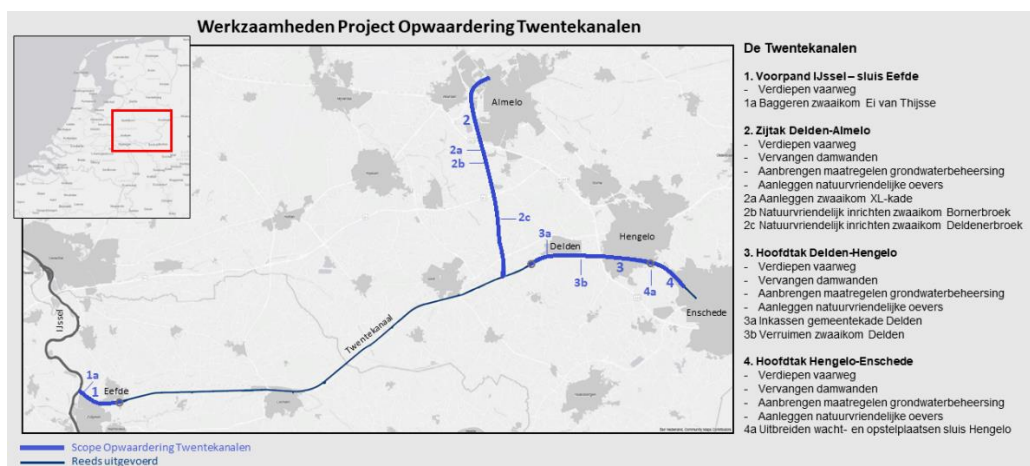 Werkzaamheden Project Opwaardering Twentekanalen
De Twentekanalen
1. Voorpand IJssel – sluis Eefde
- Verdiepen vaarweg
1a Baggeren zwaaikom Ei van Thijsse
2. Zijtak Delden-Almelo
- Verdiepen vaarweg
- Vervangen damwanden
- Aanbrengen maatregelen grondwaterbeheersing
- Aanleggen natuurvriendelijke oevers
2a Aanleggen zwaaikom XL-kade
2b Natuurvriendelijk inrichten zwaaikom Bornerbroek
2c Natuurvriendelijk inrichten zwaaikom Deldenerbroek
3. Hoofdtak Delden-Hengelo
- Verdiepen vaarweg
- Vervangen damwanden
- Aanbrengen maatregelen grondwaterbeheersing
- Aanleggen natuurvriendelijke oevers
3a Inkassen gemeentekade Delden
3b Verruimen zwaaikom Delden
4. Hoofdtak Hengelo-Enschede
- Verdiepen vaarweg
- Vervangen damwanden
- Aanbrengen maatregelen grondwaterbeheersing
- Aanleggen natuurvriendelijke oevers
4a Uitbreiden wacht- en opstelplaatsen sluis Hengelo
Almelo
2
2a
2b
2c
3a
Delden
Hengelo
3
3b
4a
4
Enschede
Twentekanaal
IJssel
1a
Eefde
1
Scope Opwaardering Twentekanalen
Reeds uitgevoerd